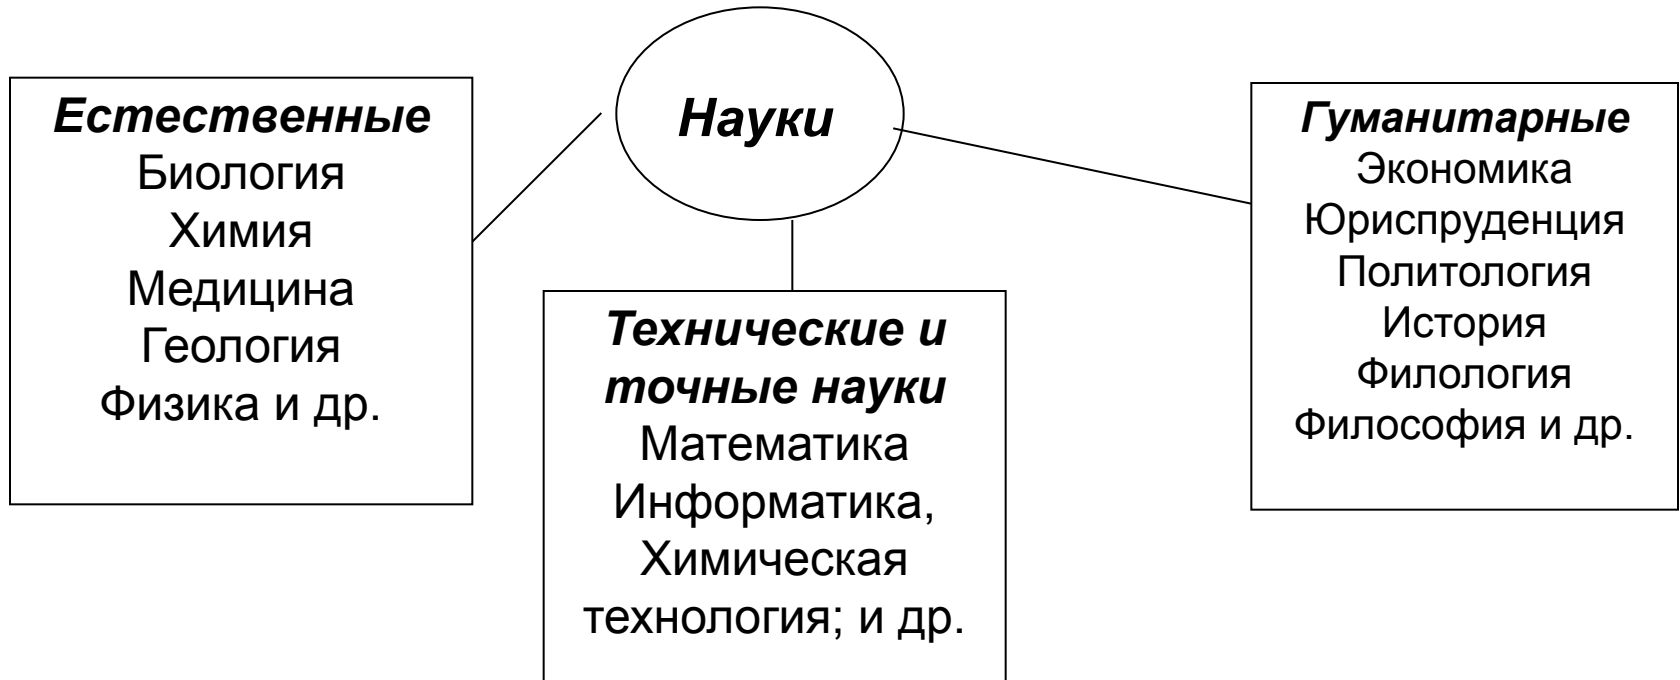 Науки
Естественные
Биология
Химия
Медицина
Геология
Физика и др.
Технические и
точные науки
Математика
Информатика,
Химическая
технология; и др.
Гуманитарные
Экономика
Юриспруденция
Политология
История
Филология
Философия и др.